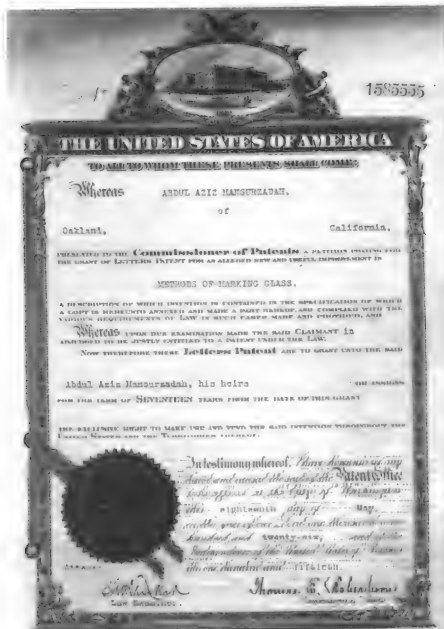 1585555
THE UNITED STATES OF AMERICA
TO ALL TO WHOM THESE PRESENTS SHALL COME:
Whereas ABDUL AZIZ MANSURZADAH,
of
Oakland, California,
PRESENTED TO THE Commissioner of Patents A PETITION PRAYING FOR
THE GRANT OF LETTERS PATENT FOR AN ALLEGED NEW AND USEFUL IMPROVEMENT IN
METHODS OF MARKING GLASS.
A DESCRIPTION OF WHICH INVENTION IS CONTAINED IN THE SPECIFICATION OF WHICH
A COPY IS HEREUNTO ANNEXED AND MADE A PART HEREOF, AND COMPLIED WITH THE
VARIOUS REQUIREMENTS OF LAW IN SUCH CASES MADE AND PROVIDED, AND
Whereas UPON DUE EXAMINATION MADE THE SAID CLAIMANT is
ADJUDGED TO BE JUSTLY ENTITLED TO A PATENT UNDER THE LAW.
NOW THEREFORE THESE Letters Patent ARE TO GRANT UNTO THE SAID
Abdul Aziz Mansurzadah, his heirs OR ASSIGNS
FOR THE TERM OF SEVENTEEN YEARS FROM THE DATE OF THIS GRANT
THE EXCLUSIVE RIGHT TO MAKE USE AND VEND THE SAID INVENTION THROUGHOUT THE
UNITED STATES AND THE TERRITORIES THEREOF.
In testimony whereof, I have hereunto set my
hand and caused the seal of the Patent Office
to be affixed at the City of Washington
this eighteenth day of May,
in the year of our Lord one thousand nine
hundred and twenty-six, and of the
Independence of the United States of America
the one hundred and fiftieth.
Thomas E. Robertson